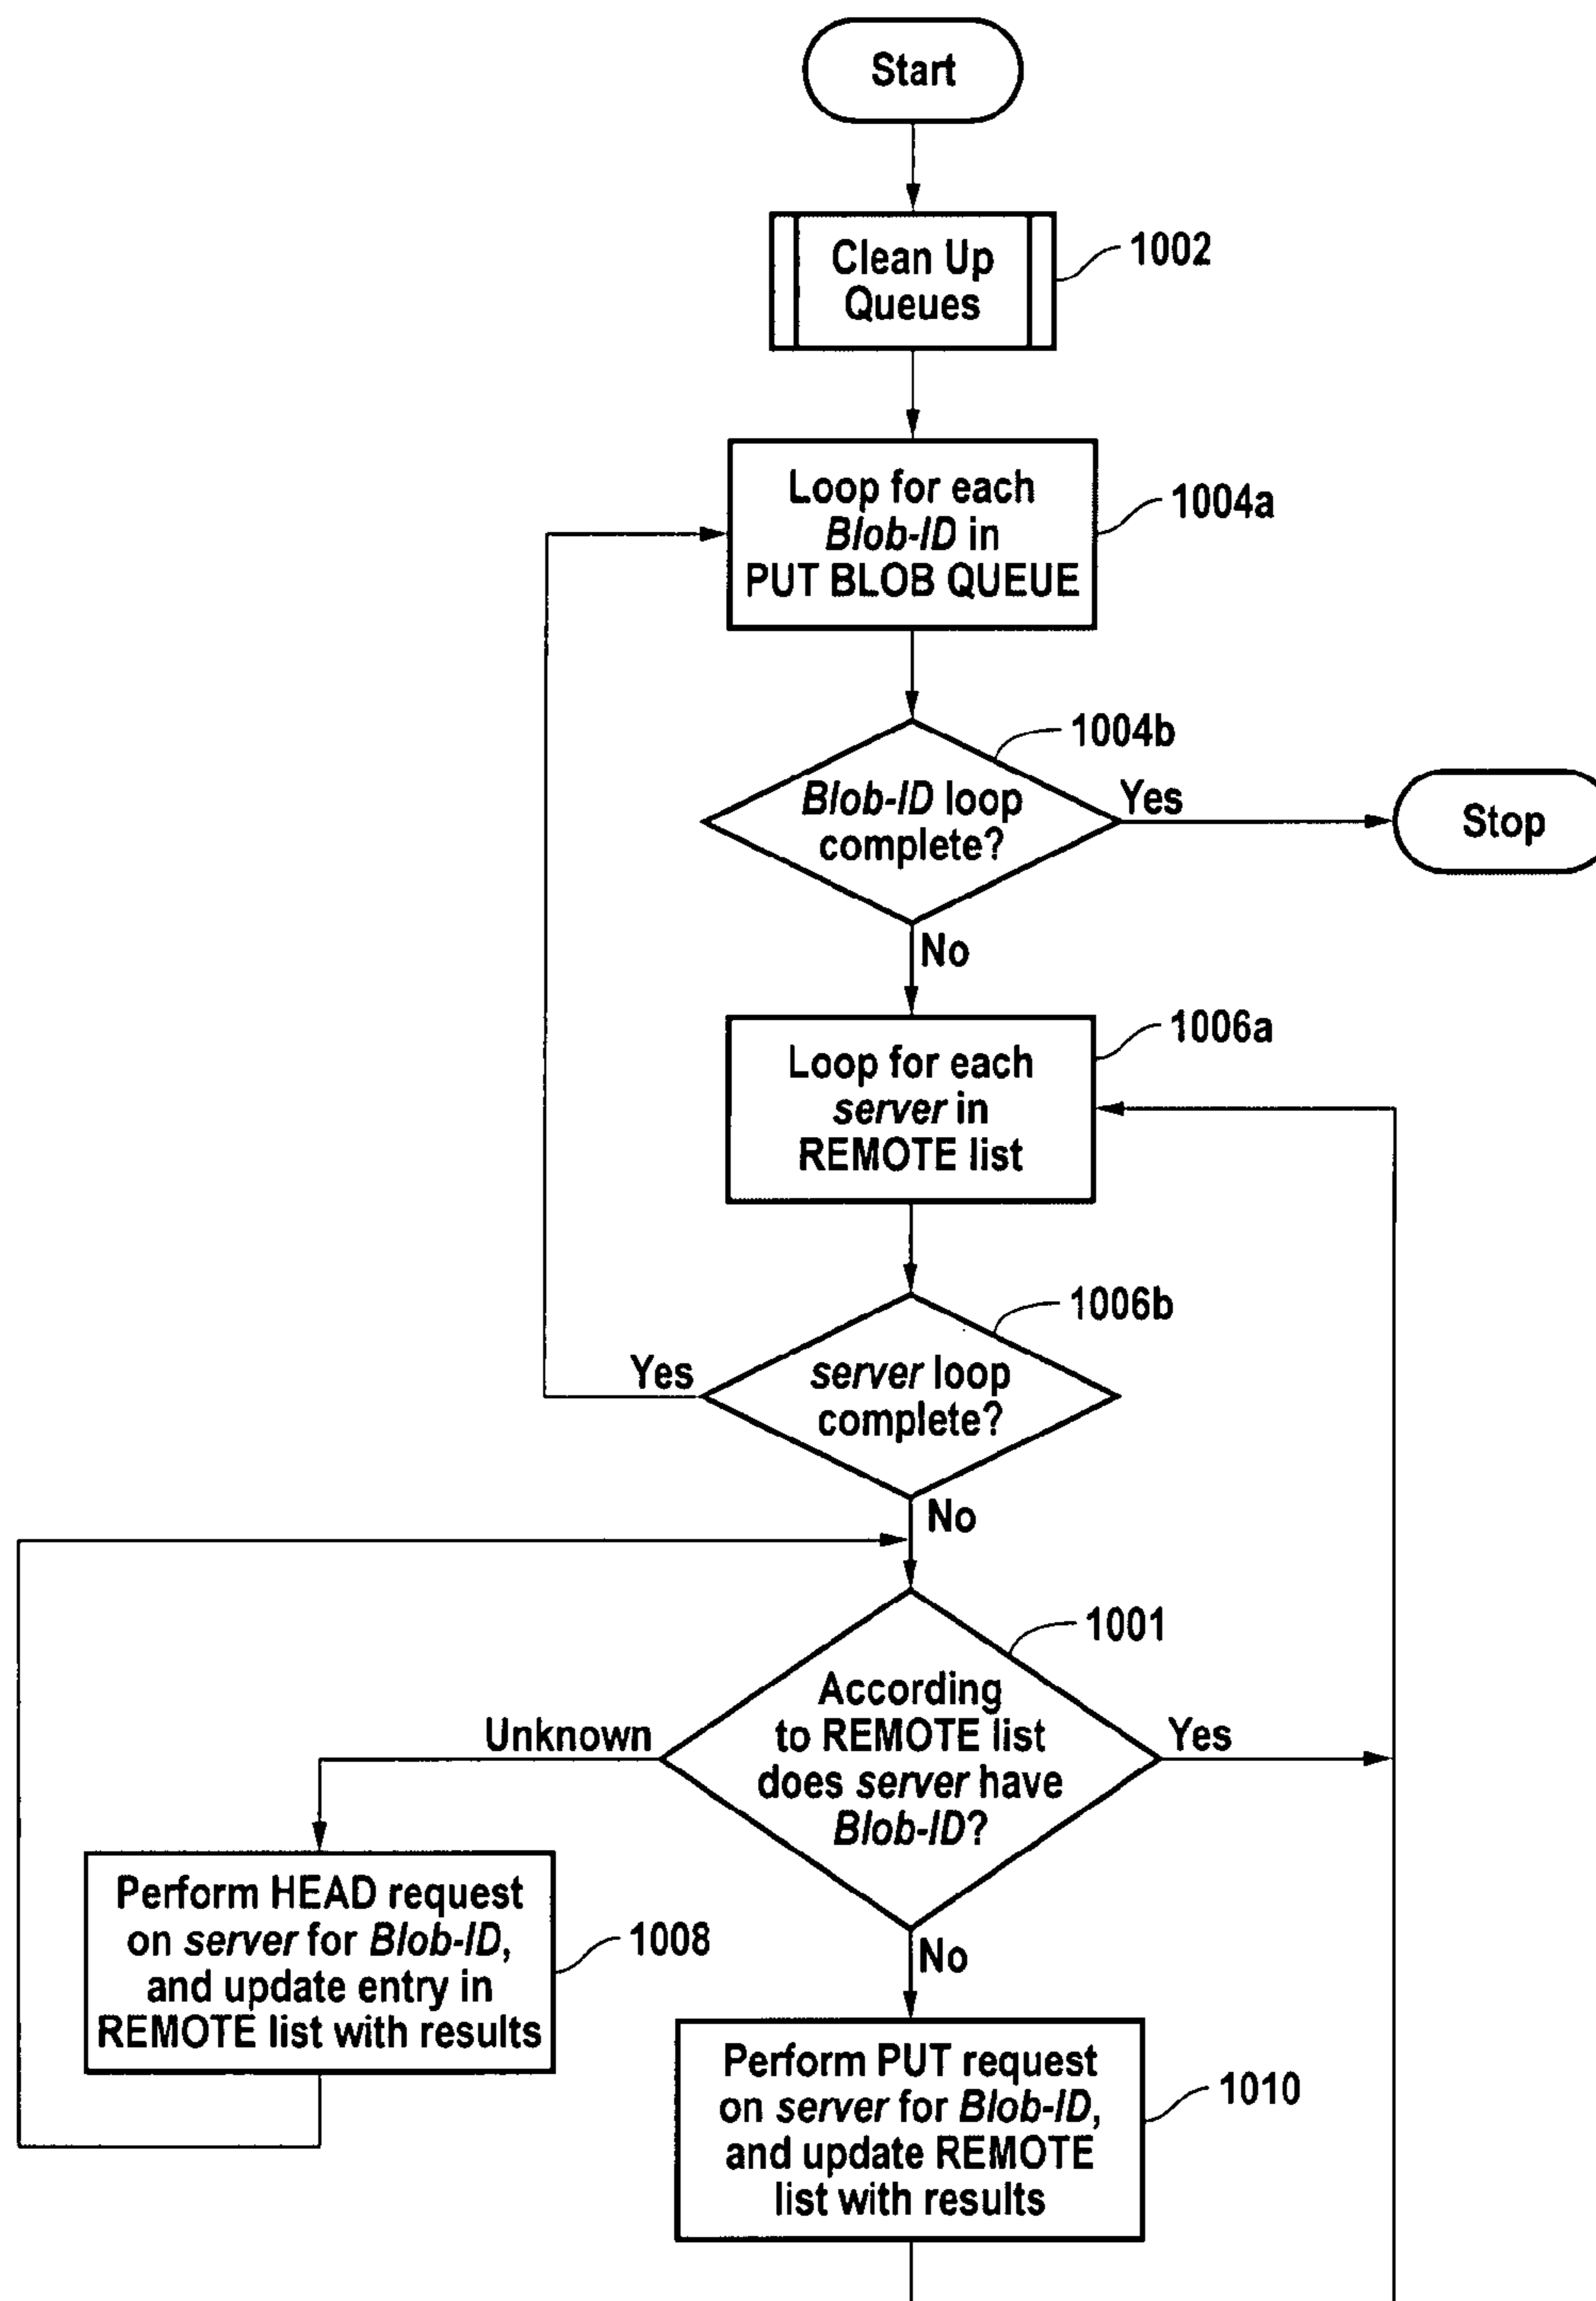 Start
Clean Up
Queues
1002
Loop for each
Blob-ID in
PUT BLOB QUEUE
1004a
1004b
Blob-ID loop
complete?
Yes
Stop
No
Loop for each
server in
REMOTE list
1006a
1006b
Yes
server loop
complete?
No
1001
According
to REMOTE list
does server have
Blob-ID?
Unknown
Yes
Perform HEAD request
on server for Blob-ID,
and update entry in
REMOTE list with results
1008
No
Perform PUT request
on server for Blob-ID,
and update REMOTE
list with results
1010